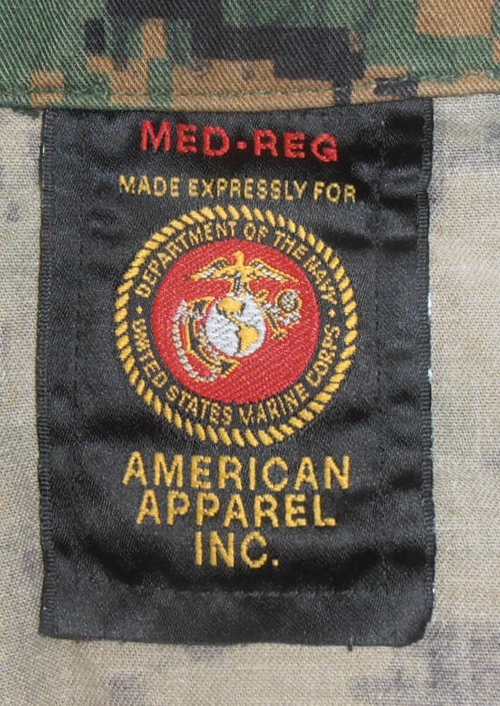 MED-REG
MADE EXPRESSLY FOR
DEPARTMENT OF THE NAVY
UNITED STATES MARINE CORPS
AMERICAN
APPAREL
INC.